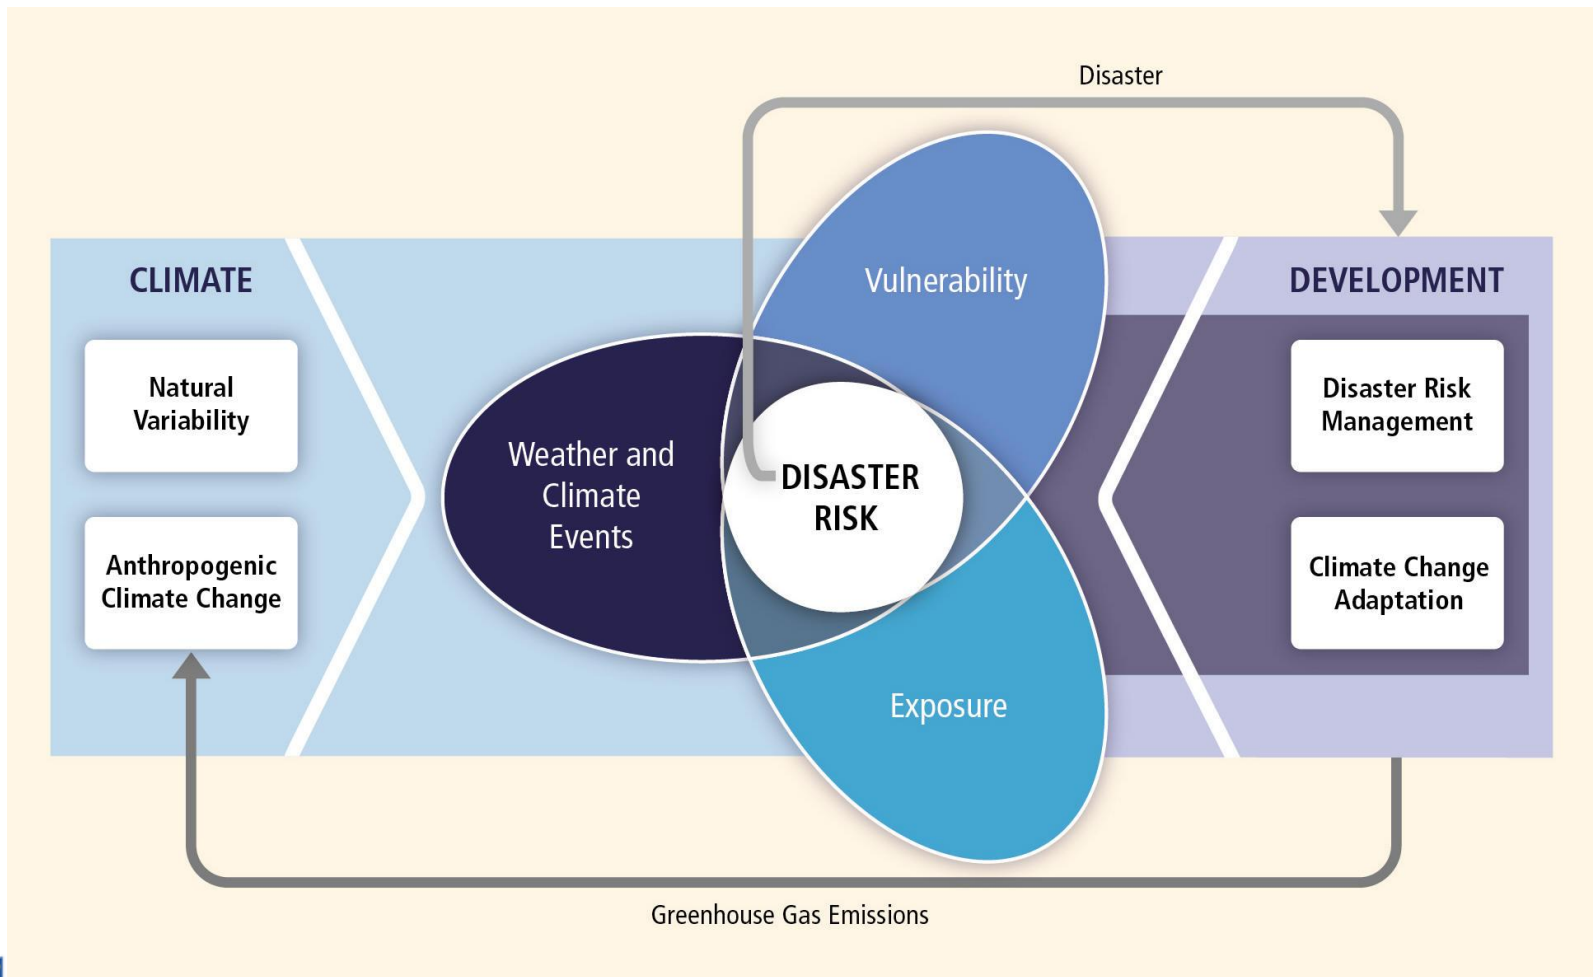 Disaster
CLIMATE
Natural
Variability
Anthropogenic
Climate Change
Weather and
Climate
Events
Vulnerability
DISASTER
RISK
Exposure
DEVELOPMENT
Disaster Risk
Management
Climate Change
Adaptation
Greenhouse Gas Emissions